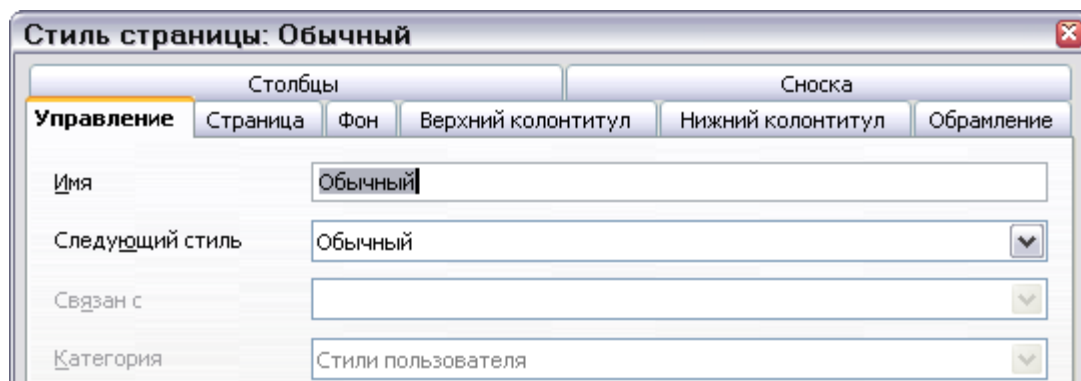 Стиль страницы: Обычный
Столбцы Сноска
Управление Страница Фон Верхний колонтитул Нижний колонтитул Обрамление
Имя Обычный
Следующий стиль Обычный
Связан с
Категория Стили пользователя